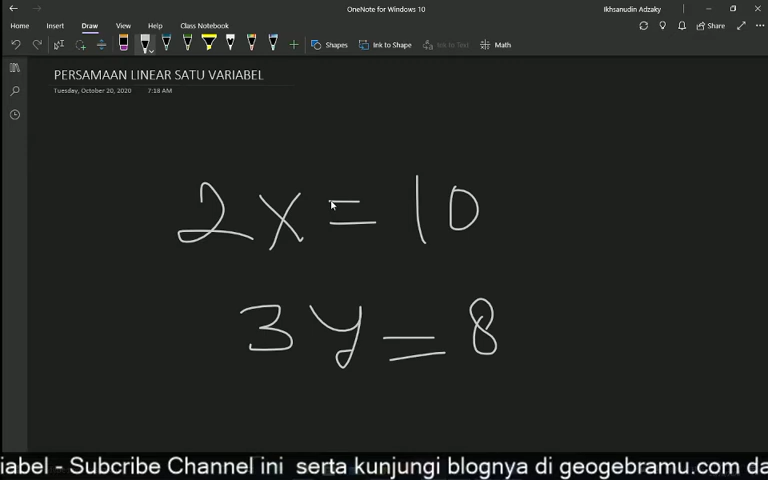 OneNote for Windows 10
Ikhsanudin Adzaky
Home Insert Draw View Help Class Notebook
Share
Shapes Ink to Shape Ink to Text Math
PERSAMAAN LINEAR SATU VARIABEL
Tuesday, October 20, 2020 7:18 AM
2x = 10
3y = 8
iabel - Subcribe Channel ini serta kunjungi blognya di geogebramu.com da